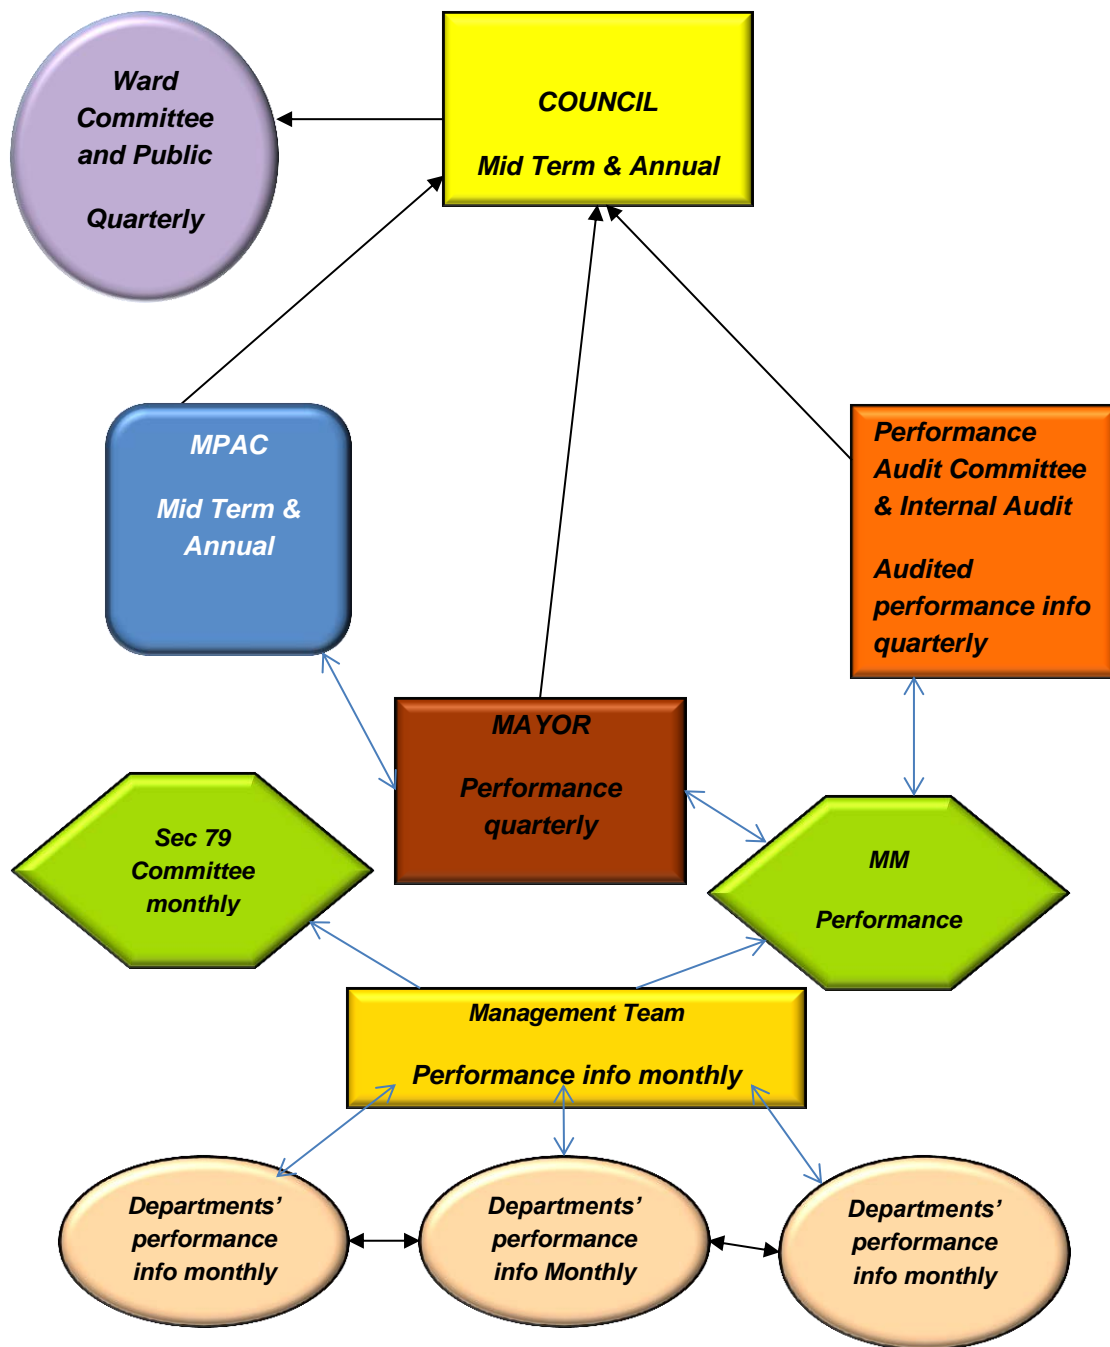 Ward
Committee
and Public
Quarterly
COUNCIL
Mid Term & Annual
MPAC
Mid Term &
Annual
Performance
Audit Committee
& Internal Audit
Audited
performance info
quarterly
MAYOR
Performance
quarterly
Sec 79
Committee
monthly
MM
Performance
Management Team
Performance info monthly
Departments’
performance
info monthly
Departments’
performance
info Monthly
Departments’
performance
info monthly